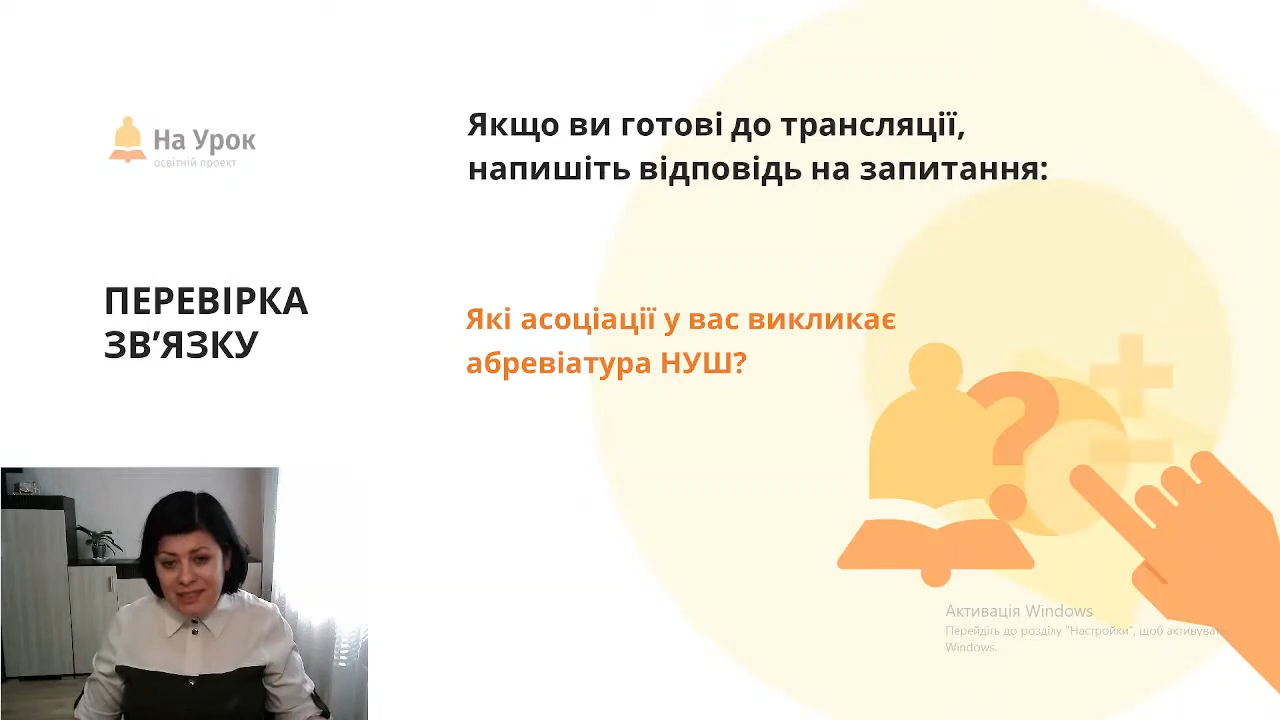 На Урок
освітній проект
Якщо ви готові до трансляції,
напишіть відповідь на запитання:
ПЕРЕВІРКА
ЗВ’ЯЗКУ
Які асоціації у вас викликає
абревіатура НУШ?
Активація Windows
Перейдіть до розділу "Настройки", щоб активувати
Windows.